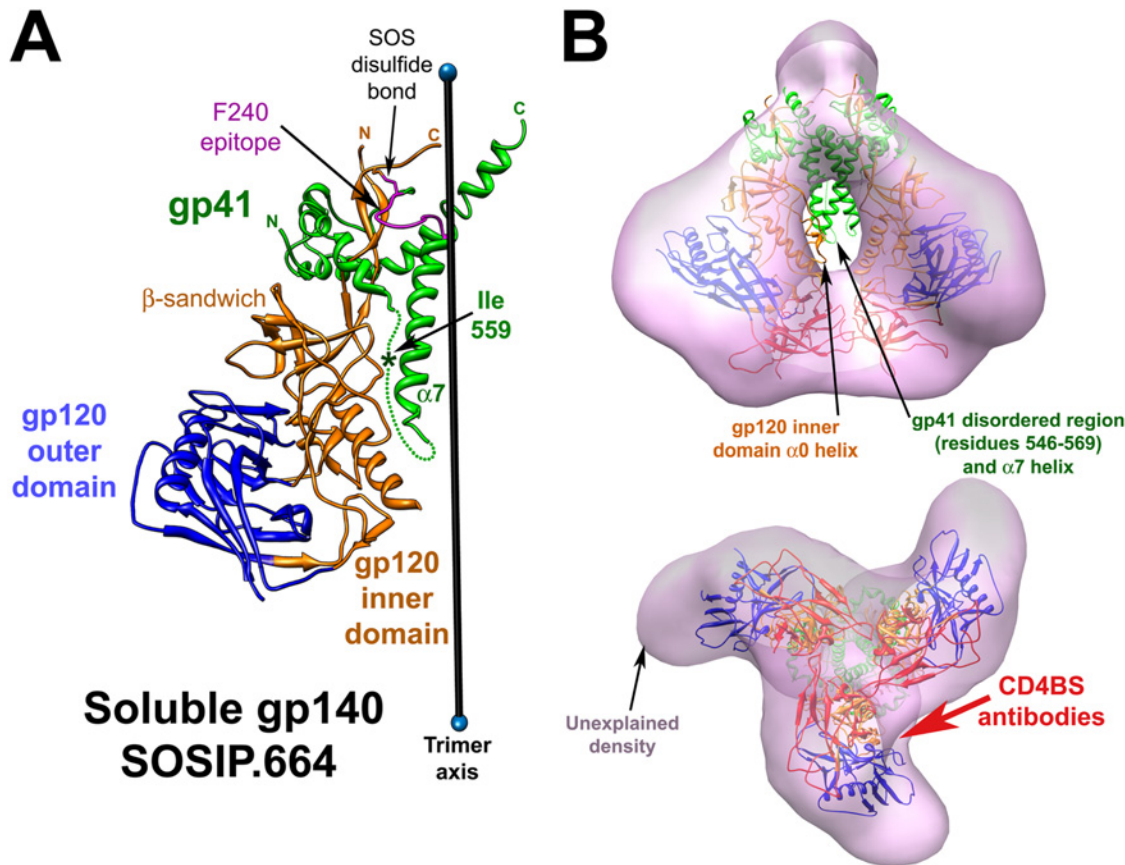 A
SOS
disulfide
bond
F240
epitope
N
C
C
gp41
N
β-sandwich
Ile
559
*
α7
gp120
outer
domain
gp120
inner
domain
Soluble gp140
SOSIP.664
Trimer
axis
B
gp120 inner
domain α0 helix
gp41 disordered region
(residues 546-569)
and α7 helix
Unexplained
density
CD4BS
antibodies